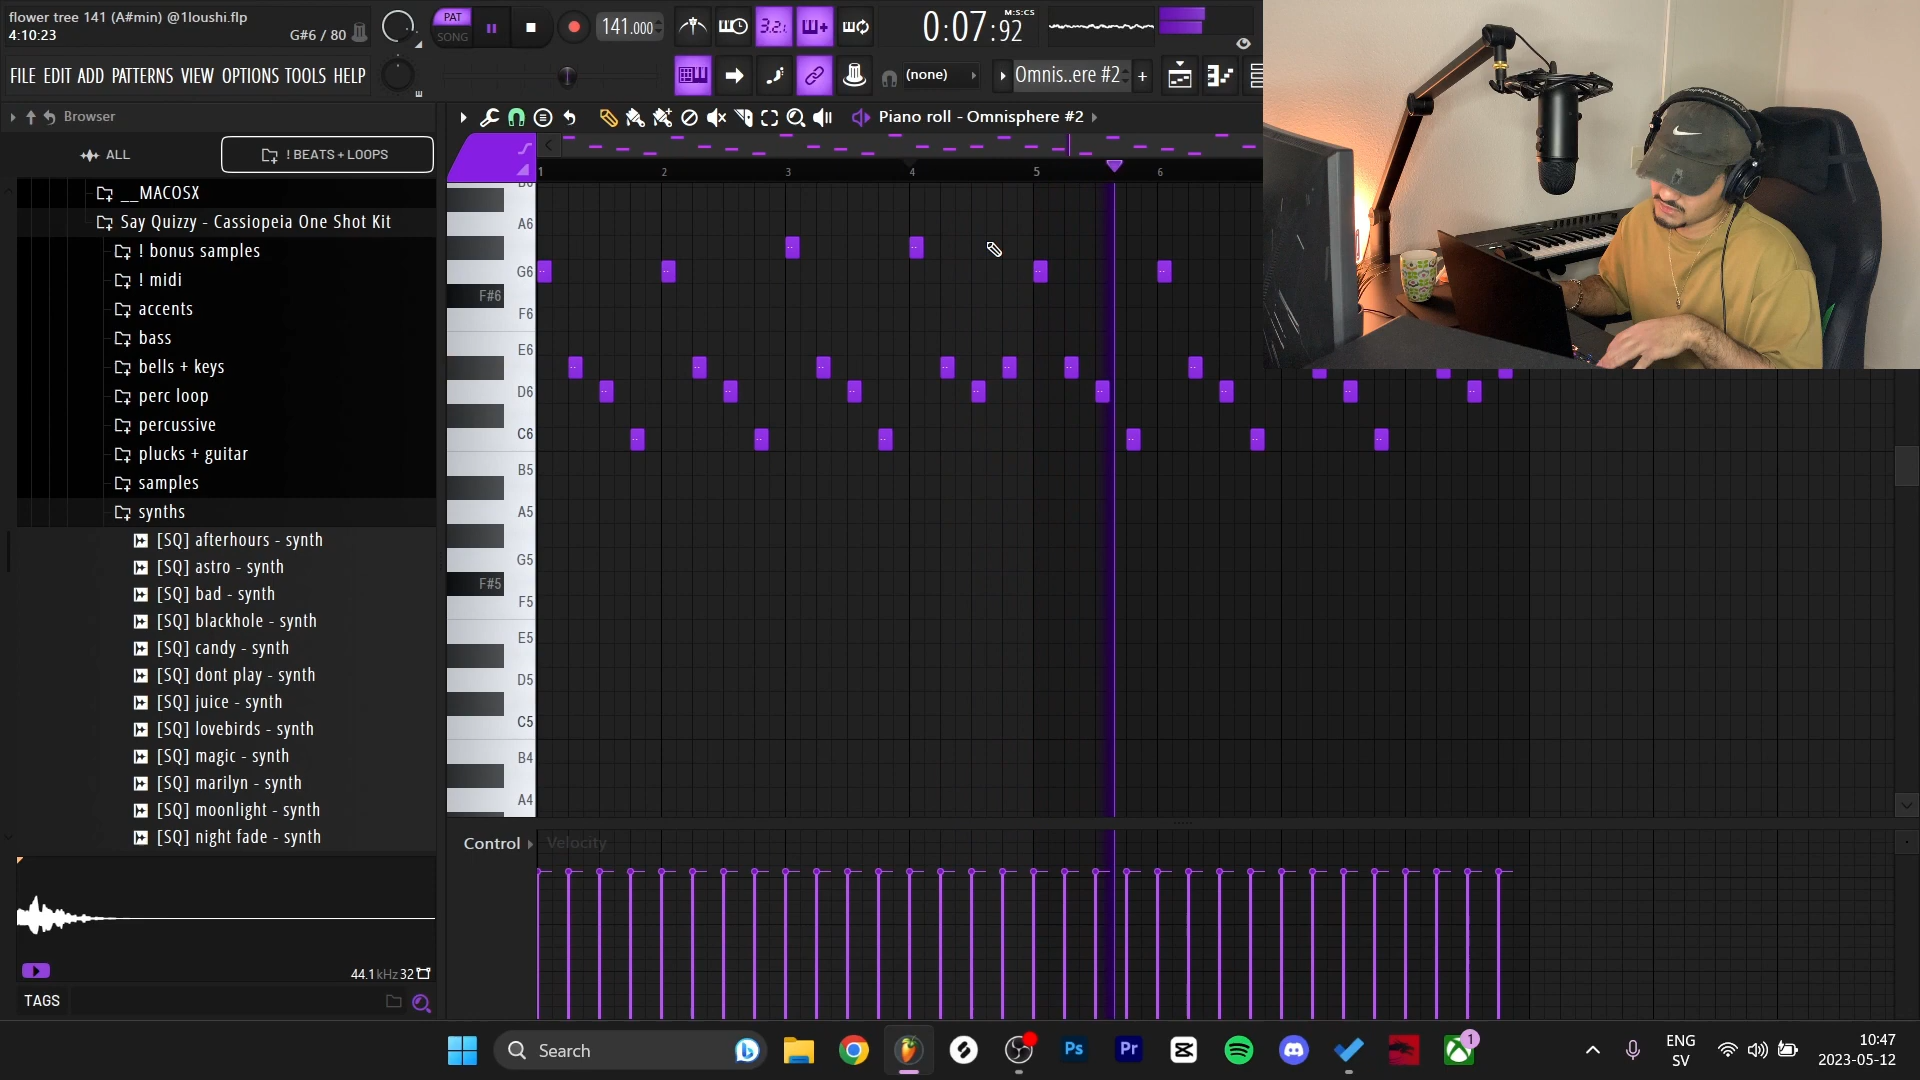 flower tree 141 (A#min) @1loushi.flp
4:10:23
G#6 / 80
PAT
SONG
141.000
3.2.
0:07:92
M:S:CS
FILE EDIT ADD PATTERNS VIEW OPTIONS TOOLS HELP
(none)
Omnis..ere #2
Browser
Piano roll - Omnisphere #2
ALL
! BEATS + LOOPS
1 2 3 4 5 6
__MACOSX
Say Quizzy - Cassiopeia One Shot Kit
! bonus samples
! midi
accents
bass
bells + keys
perc loop
percussive
plucks + guitar
samples
synths
[SQ] afterhours - synth
[SQ] astro - synth
[SQ] bad - synth
[SQ] blackhole - synth
[SQ] candy - synth
[SQ] dont play - synth
[SQ] juice - synth
[SQ] lovebirds - synth
[SQ] magic - synth
[SQ] marilyn - synth
[SQ] moonlight - synth
[SQ] night fade - synth
B6
A6
G6
F#6
F6
E6
D6
C6
B5
A5
G5
F#5
F5
E5
D5
C5
B4
A4
Control
Velocity
44.1kHz 32
TAGS
Search
Ps
Pr
1
ENG
SV
10:47
2023-05-12